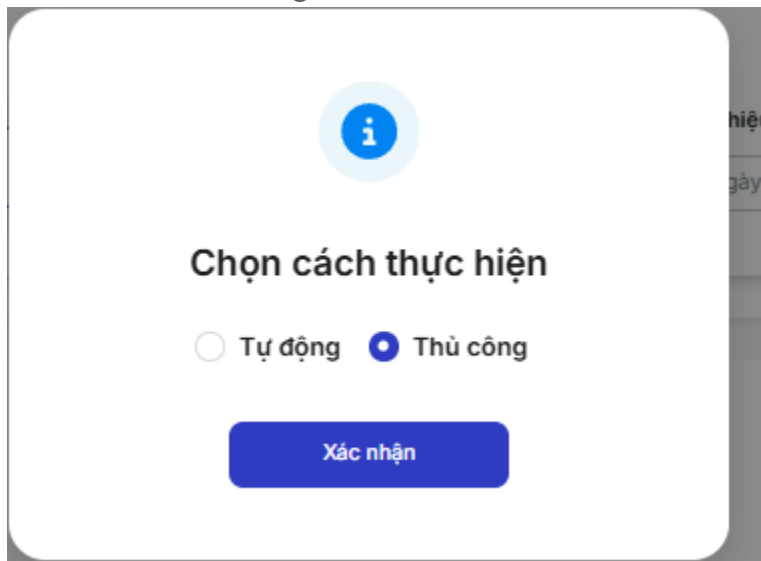 Chọn cách thực hiện
Tự động
Thủ công
Xác nhận